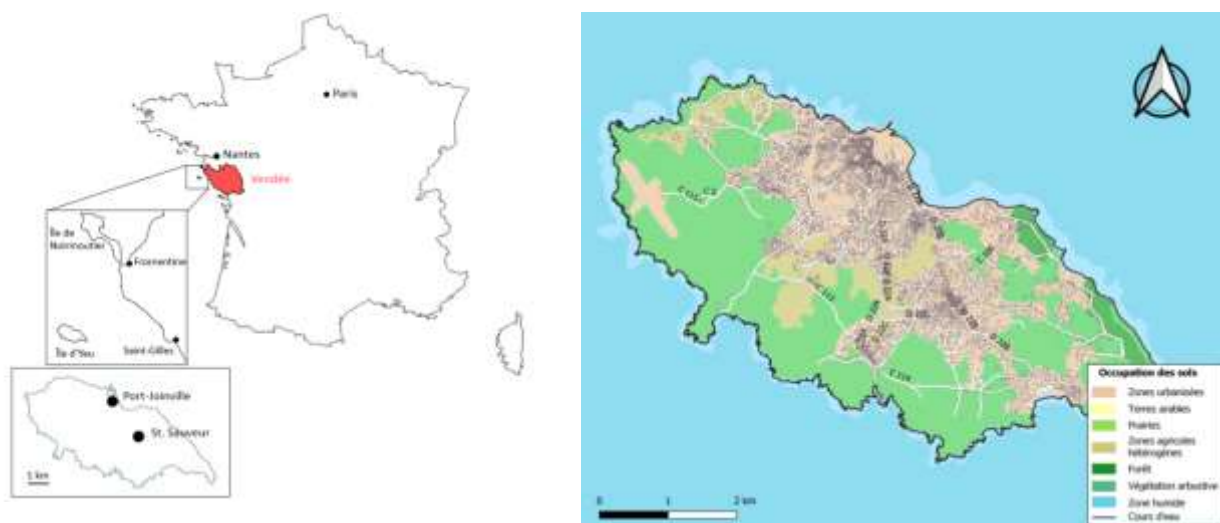 Paris
Nantes
Vendée
Île de
Noirmoutier
Fromentine
Île d'Yeu
Saint-Gilles
Port-Joinville
St. Sauveur
1 km
0 1 2 km
Occupation des sols
Zones urbanisées
Terres arables
Prairies
Zones agricoles
hétérogènes
Forêt
Végétation arbustive
Zone humide
Cours d'eau